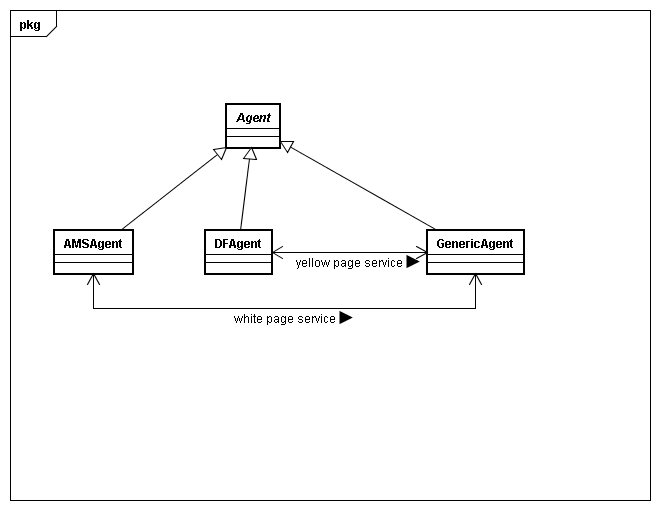 pkg
Agent
AMSAgent
DFAgent
GenericAgent
yellow page service
white page service